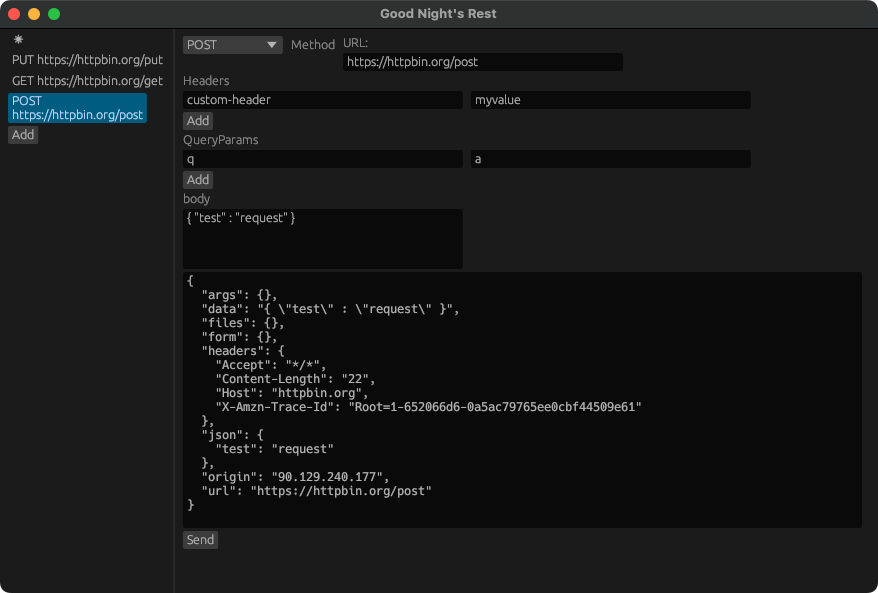 Good Night's Rest
PUT https://httpbin.org/put
GET https://httpbin.org/get
POST
https://httpbin.org/post
Add
POST Method URL:
https://httpbin.org/post
Headers
custom-header myvalue
Add
QueryParams
q a
Add
body
{ "test" : "request" }
{
  "args": {},
  "data": "{ \"test\" : \"request\" }",
  "files": {},
  "form": {},
  "headers": {
    "Accept": "*/*",
    "Content-Length": "22",
    "Host": "httpbin.org",
    "X-Amzn-Trace-Id": "Root=1-652066d6-0a5ac79765ee0cbf44509e61"
  },
  "json": {
    "test": "request"
  },
  "origin": "90.129.240.177",
  "url": "https://httpbin.org/post"
}
Send